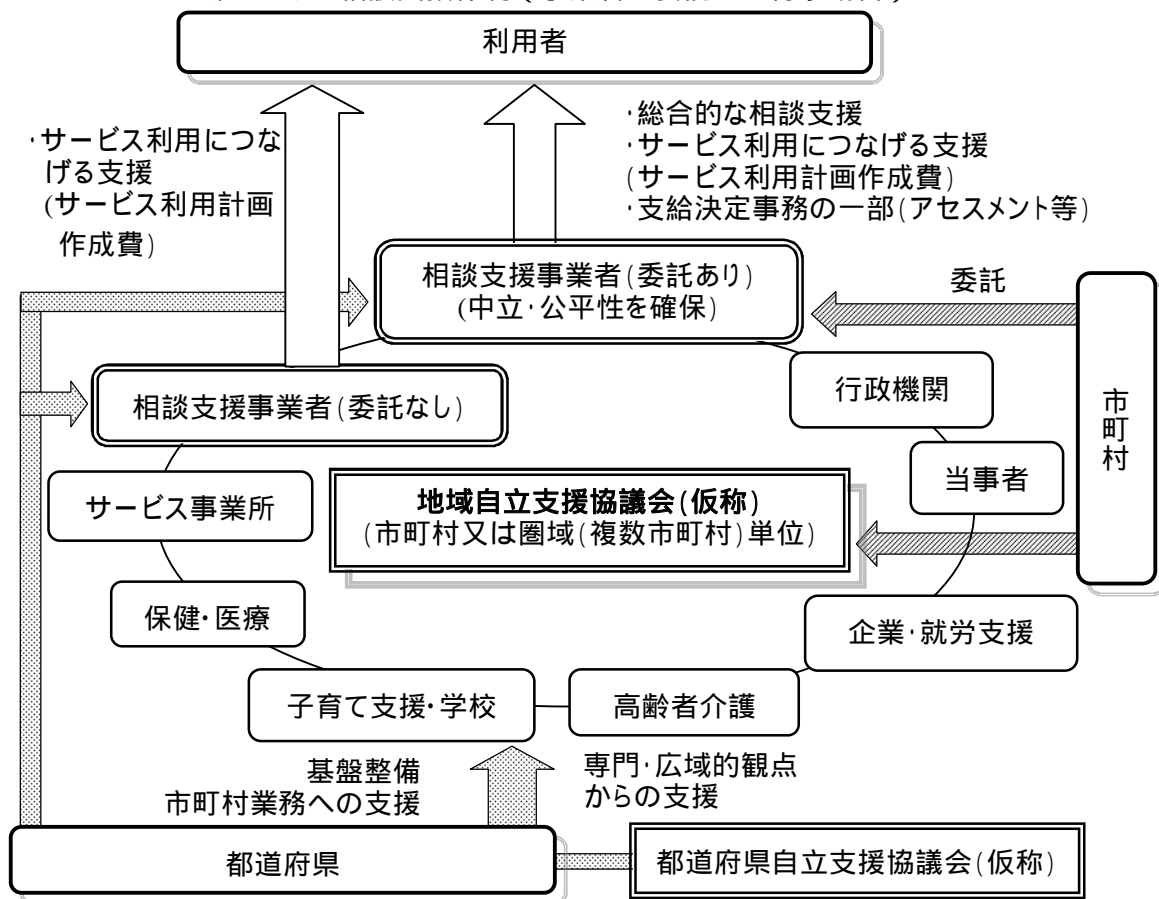 利用者
・サービス利用につな
げる支援
(サービス利用計画
作成費)
・総合的な相談支援
・サービス利用につなげる支援
(サービス利用計画作成費)
・支給決定事務の一部(アセスメント等)
相談支援事業者(委託あり)
(中立・公平性を確保)
委託
市町村
相談支援事業者(委託なし)
行政機関
当事者
サービス事業所
地域自立支援協議会(仮称)
(市町村又は圏域(複数市町村)単位)
保健・医療
企業・就労支援
子育て支援・学校
高齢者介護
基盤整備
市町村業務への支援
専門・広域的観点
からの支援
都道府県
都道府県自立支援協議会(仮称)